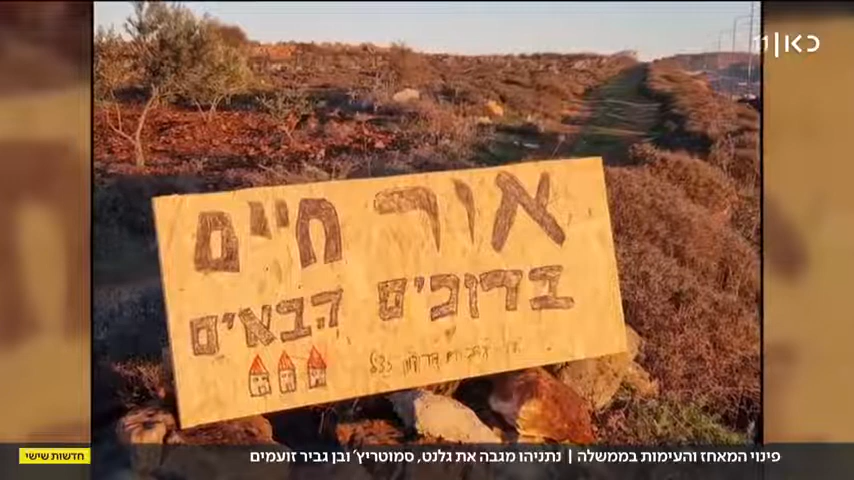 כאן 11
אור חיים
ברוכים הבאים
פינוי המאחז והעימות בממשלה | נתניהו מגבה את גלנט, סמוטריץ' ובן גביר זועמים
חדשות שישי